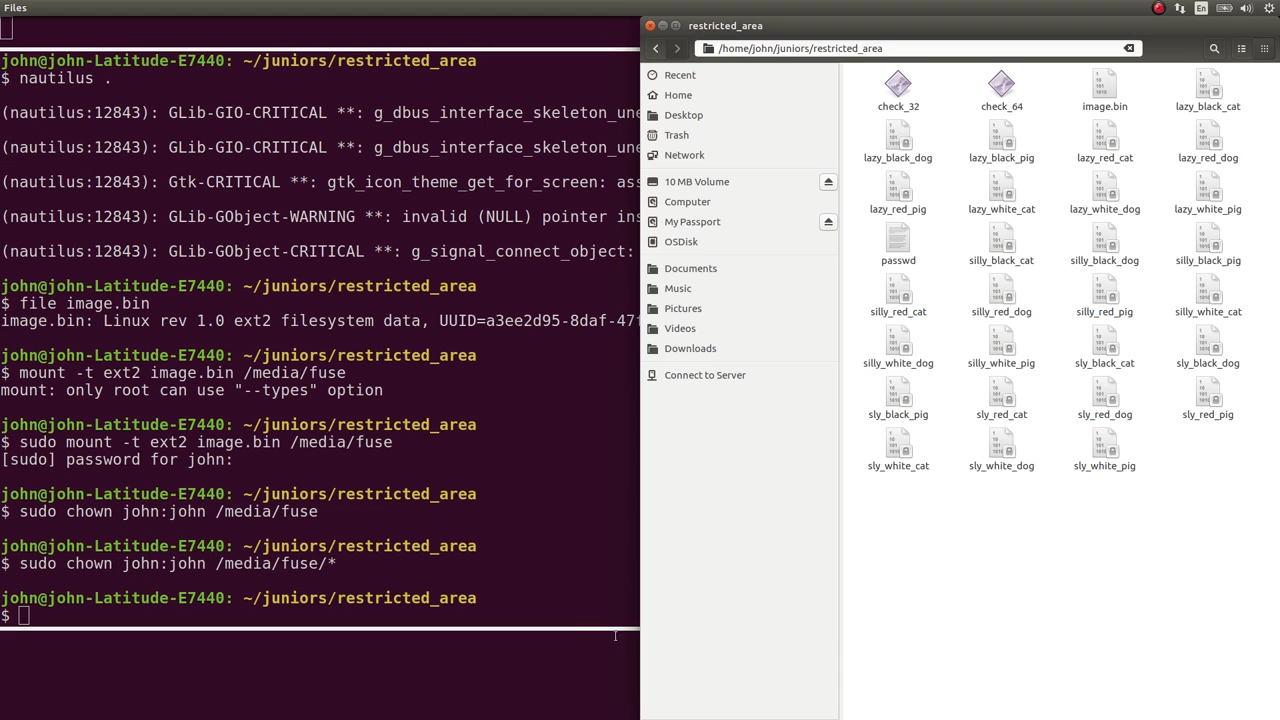 Files
En
john@john-Latitude-E7440: ~/juniors/restricted_area
$ nautilus .
(nautilus:12843): GLib-GIO-CRITICAL **: g_dbus_interface_skeleton_une
(nautilus:12843): GLib-GIO-CRITICAL **: g_dbus_interface_skeleton_une
(nautilus:12843): Gtk-CRITICAL **: gtk_icon_theme_get_for_screen: ass
(nautilus:12843): GLib-GObject-WARNING **: invalid (NULL) pointer ins
(nautilus:12843): GLib-GObject-CRITICAL **: g_signal_connect_object:
john@john-Latitude-E7440: ~/juniors/restricted_area
$ file image.bin
image.bin: Linux rev 1.0 ext2 filesystem data, UUID=a3ee2d95-8daf-47f
john@john-Latitude-E7440: ~/juniors/restricted_area
$ mount -t ext2 image.bin /media/fuse
mount: only root can use "--types" option
john@john-Latitude-E7440: ~/juniors/restricted_area
$ sudo mount -t ext2 image.bin /media/fuse
[sudo] password for john:
john@john-Latitude-E7440: ~/juniors/restricted_area
$ sudo chown john:john /media/fuse
john@john-Latitude-E7440: ~/juniors/restricted_area
$ sudo chown john:john /media/fuse/*
john@john-Latitude-E7440: ~/juniors/restricted_area
$
restricted_area
/home/john/juniors/restricted_area
Recent
Home
Desktop
Trash
Network
10 MB Volume
Computer
My Passport
OSDisk
Documents
Music
Pictures
Videos
Downloads
Connect to Server
check_32 check_64 image.bin lazy_black_cat
lazy_black_dog lazy_black_pig lazy_red_cat lazy_red_dog
lazy_red_pig lazy_white_cat lazy_white_dog lazy_white_pig
passwd silly_black_cat silly_black_dog silly_black_pig
silly_red_cat silly_red_dog silly_red_pig silly_white_cat
silly_white_dog silly_white_pig sly_black_cat sly_black_dog
sly_black_pig sly_red_cat sly_red_dog sly_red_pig
sly_white_cat sly_white_dog sly_white_pig